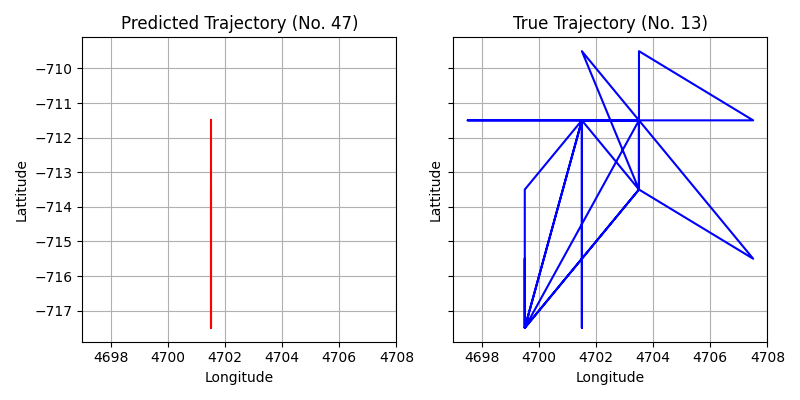 Predicted Trajectory (No. 47)
True Trajectory (No. 13)
−710
−711
−712
−713
−714
−715
−716
−717
Lattitude
Lattitude
4698 4700 4702 4704 4706 4708
4698 4700 4702 4704 4706 4708
Longitude
Longitude